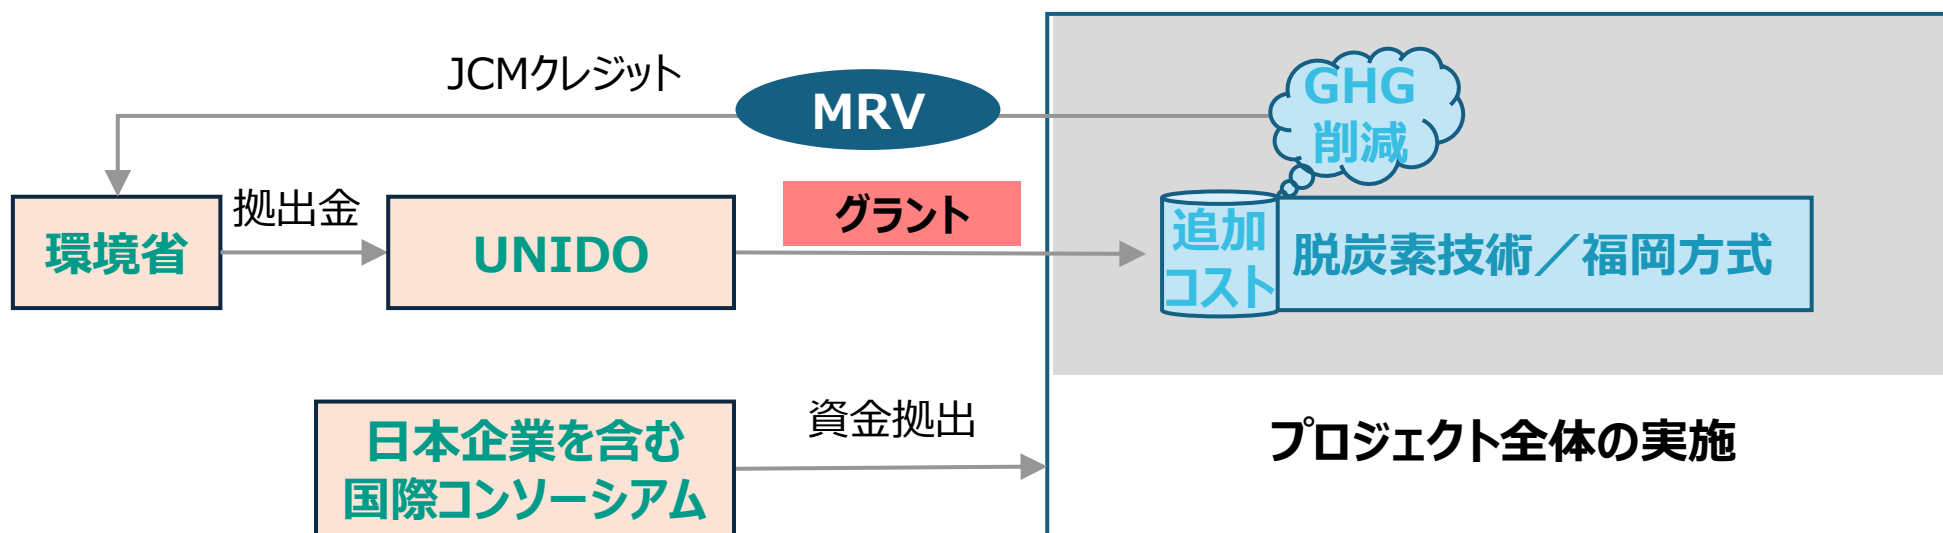 JCMクレジット
MRV
GHG
削減
環境省
拠出金
UNIDO
グラント
追加
コスト
脱炭素技術／福岡方式
日本企業を含む
国際コンソーシアム
資金拠出
プロジェクト全体の実施